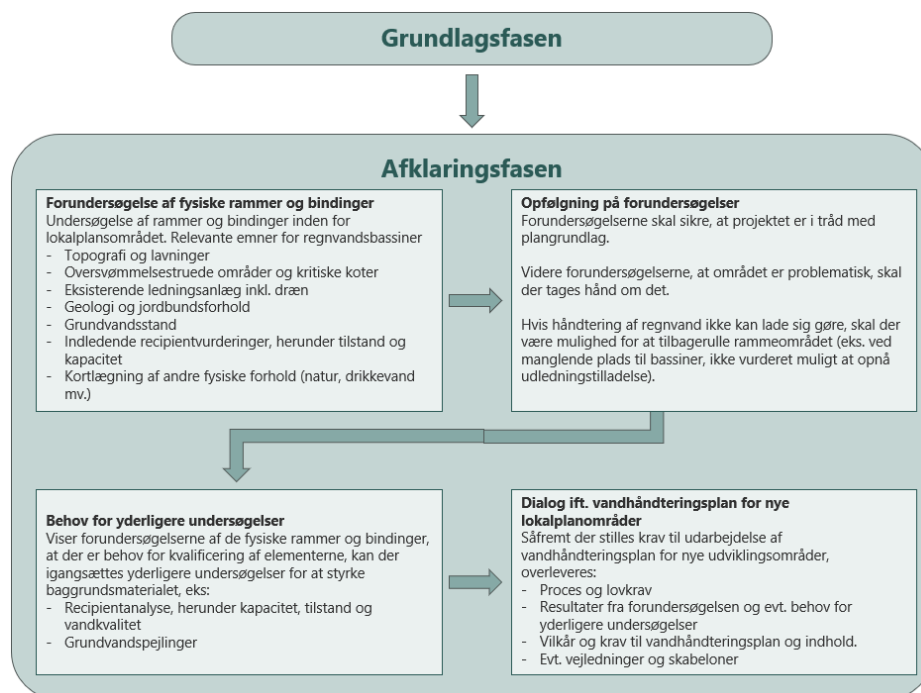 Grundlagsfasen
Afklaringsfasen
Forundersøgelse af fysiske rammer og bindinger
Undersøgelse af rammer og bindinger inden for
lokalplansområdet. Relevante emner for regnvandsbassiner
- Topografi og lavninger
- Oversvømmelsestruede områder og kritiske koter
- Eksisterende ledningsanlæg inkl. dræn
- Geologi og jordbundsforhold
- Grundvandsstand
- Indledende recipientvurderinger, herunder tilstand og
kapacitet
- Kortlægning af andre fysiske forhold (natur, drikkevand
mv.)
Opfølgning på forundersøgelser
Forundersøgelserne skal sikre, at projektet er i tråd med
plangrundlag.
Videre forundersøgelserne, at området er problematisk, skal
der tages hånd om det.
Hvis håndtering af regnvand ikke kan lade sig gøre, skal der
være mulighed for at tilbagerulle rammeområdet (eks. ved
manglende plads til bassiner, ikke vurderet muligt at opnå
udledningstilladelse).
Behov for yderligere undersøgelser
Viser forundersøgelserne af de fysiske rammer og bindinger,
at der er behov for kvalificering af elementerne, kan der
igangsættes yderligere undersøgelser for at styrke
baggrundsmaterialet, eks:
- Recipientanalyse, herunder kapacitet, tilstand og
vandkvalitet
- Grundvandspejlinger
Dialog ift. vandhåndteringsplan for nye
lokalplanområder
Såfremt der stilles krav til udarbejdelse af
vandhåndteringsplan for nye udviklingsområder,
overleveres:
- Proces og lovkrav
- Resultater fra forundersøgelsen og evt. behov for
yderligere undersøgelser
- Vilkår og krav til vandhåndteringsplan og indhold.
- Evt. vejledninger og skabeloner